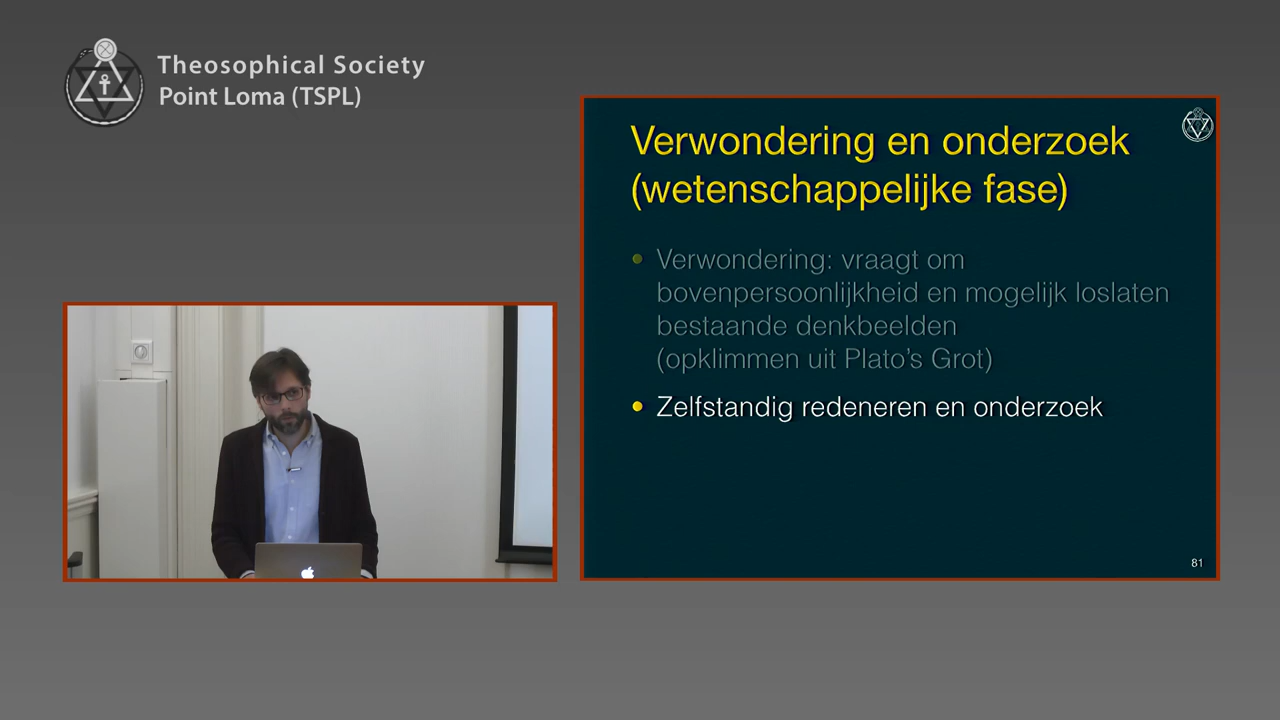 Theosophical Society
Point Loma (TSPL)
Verwondering en onderzoek
(wetenschappelijke fase)
• Verwondering: vraagt om
bovenpersoonlijkheid en mogelijk loslaten
bestaande denkbeelden
(opklimmen uit Plato's Grot)
• Zelfstandig redeneren en onderzoek
81